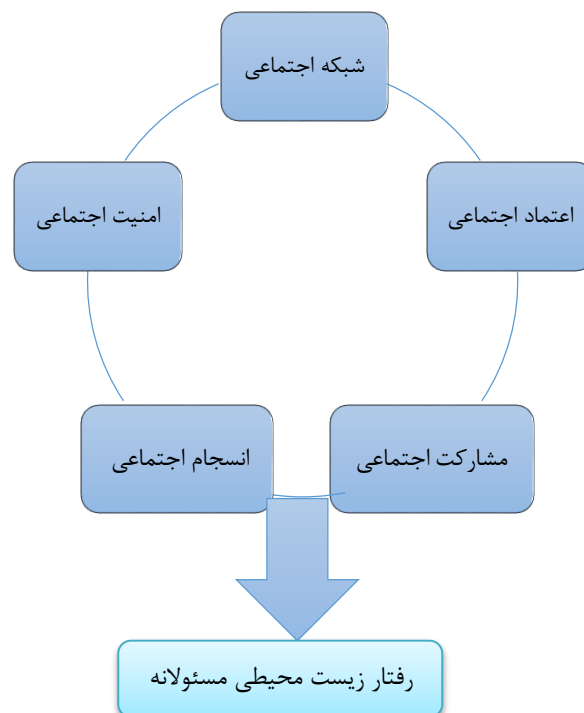 شبکه اجتماعی
اعتماد اجتماعی
امنیت اجتماعی
مشارکت اجتماعی
انسجام اجتماعی
رفتار زیست محیطی مسئولانه